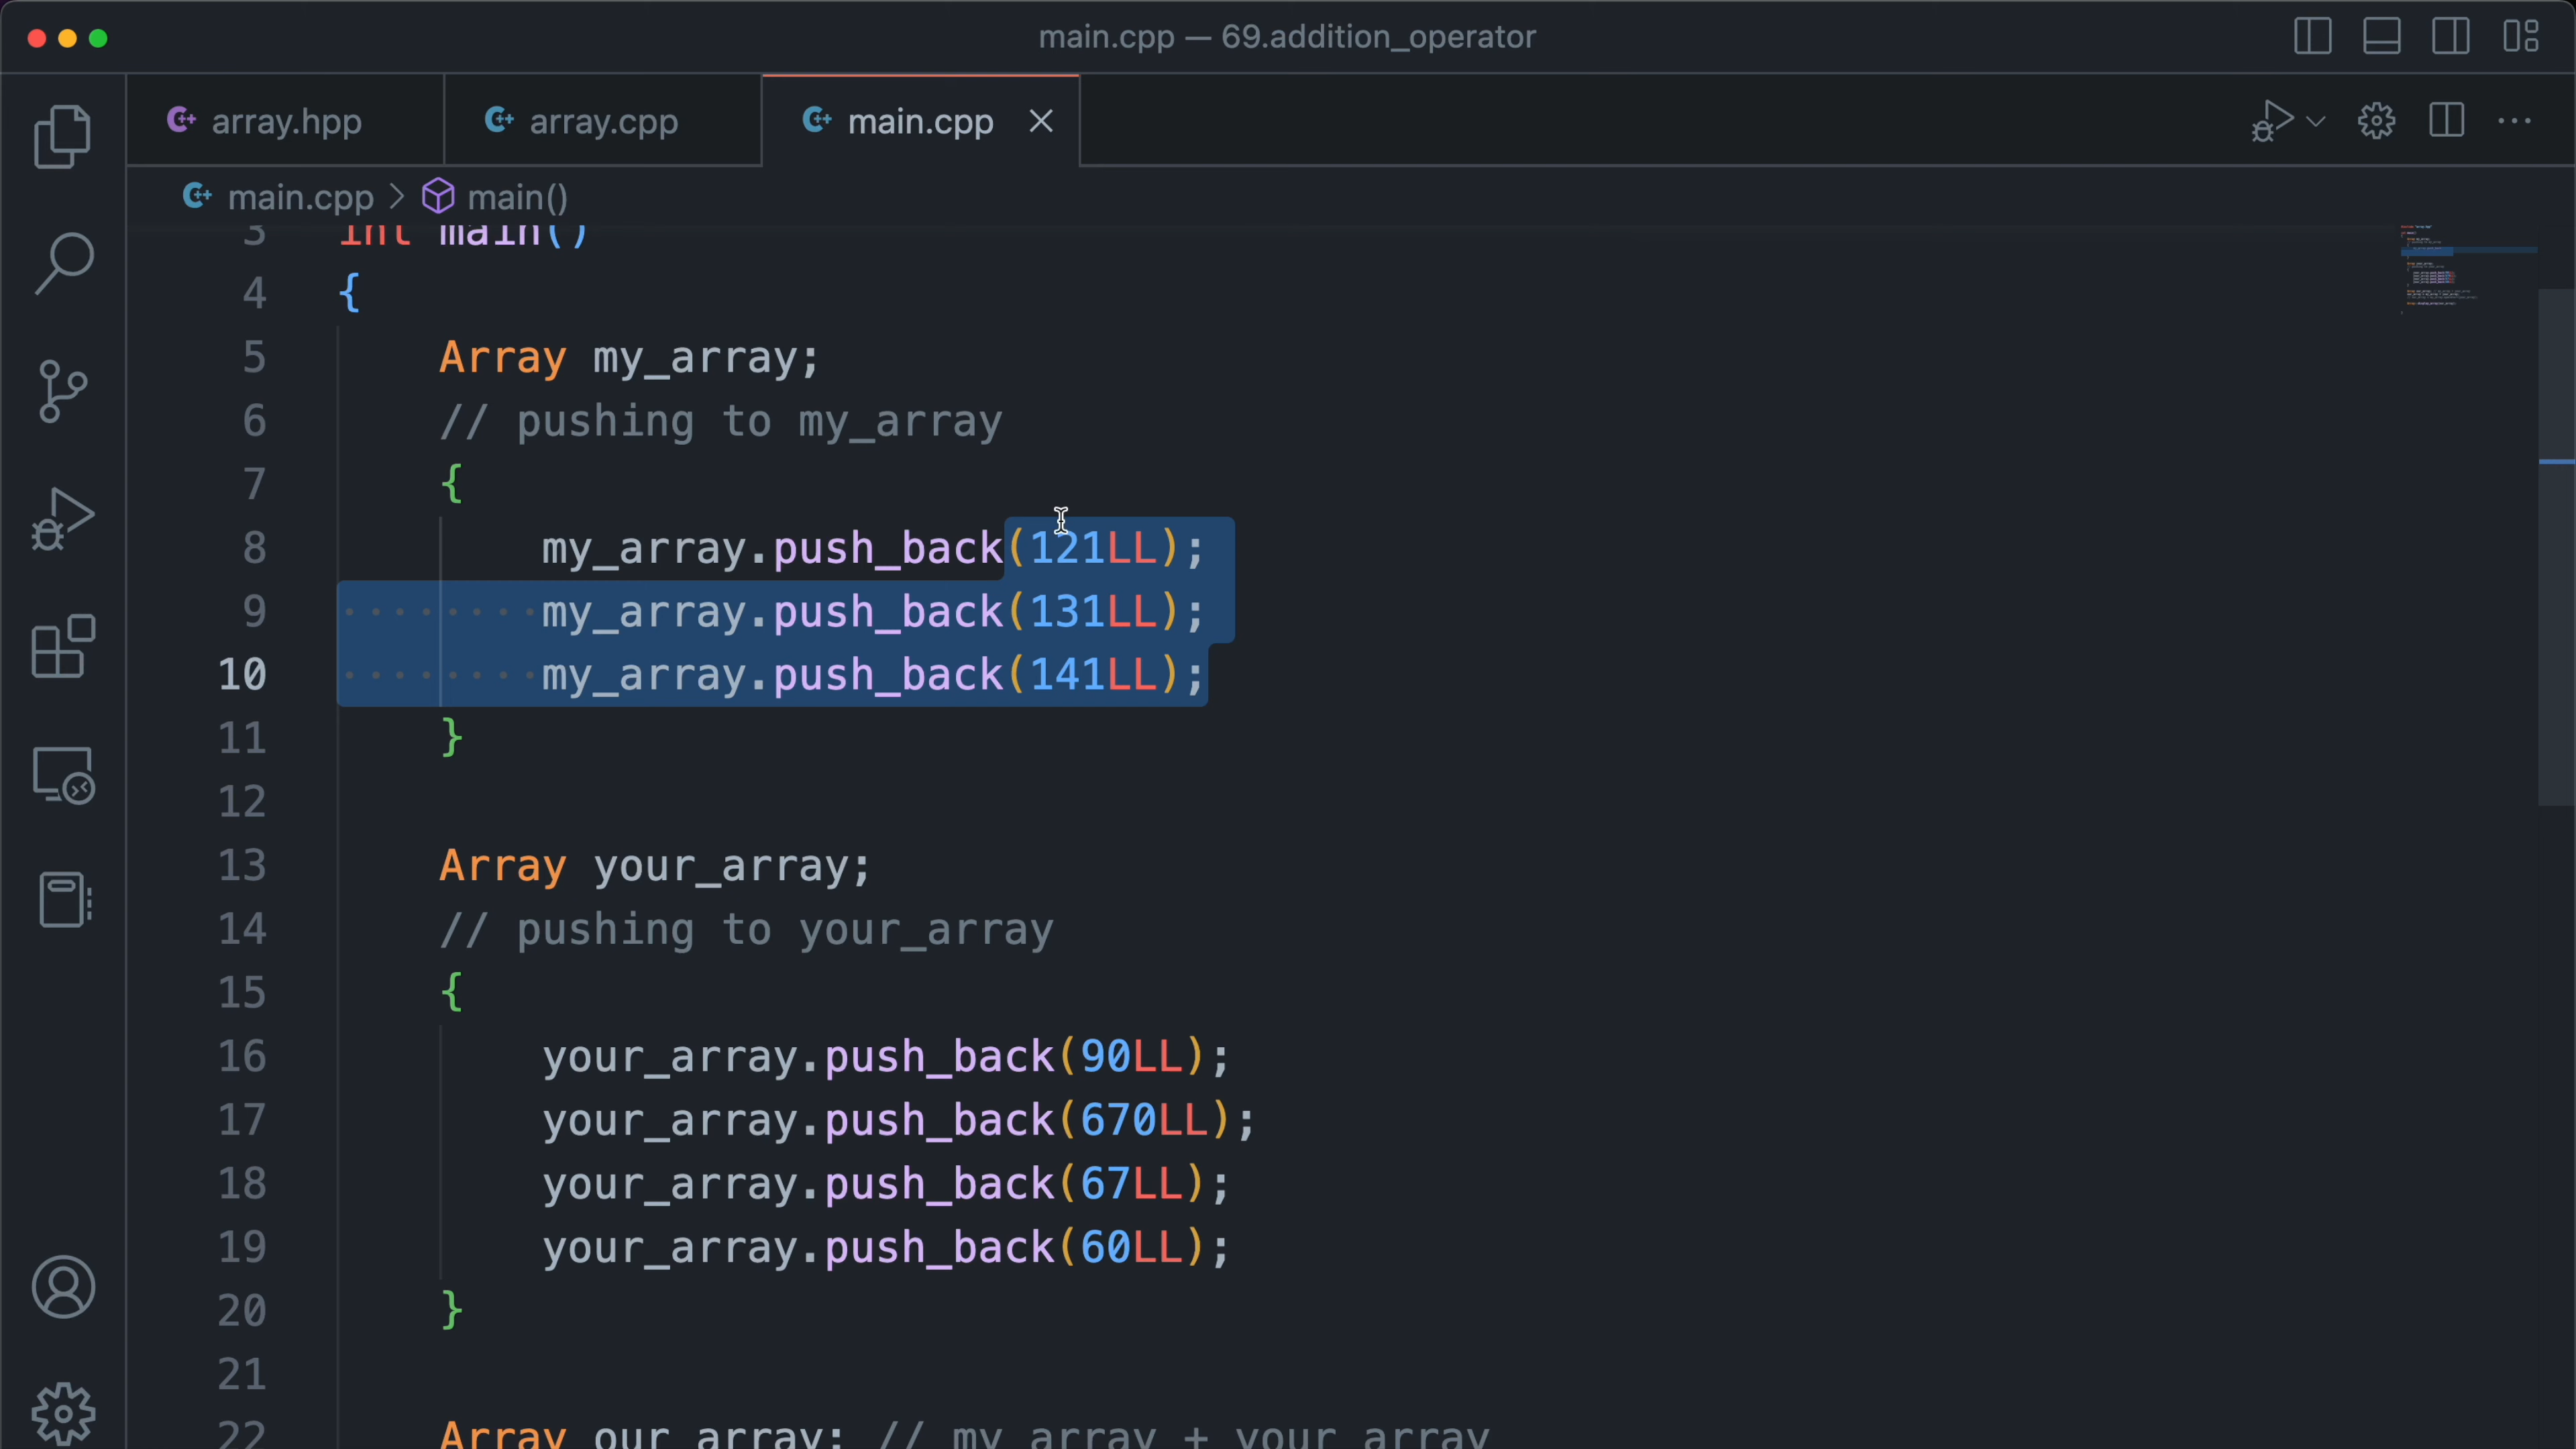 main.cpp — 69.addition_operator
array.hpp
array.cpp
main.cpp
main.cpp > main()
3 int main()
4 {
5 Array my_array;
6 // pushing to my_array
7 {
8 my_array.push_back(121LL);
9 my_array.push_back(131LL);
10 my_array.push_back(141LL);
11 }
12
13 Array your_array;
14 // pushing to your_array
15 {
16 your_array.push_back(90LL);
17 your_array.push_back(670LL);
18 your_array.push_back(67LL);
19 your_array.push_back(60LL);
20 }
21
22 Array our_array; // my_array + your_array